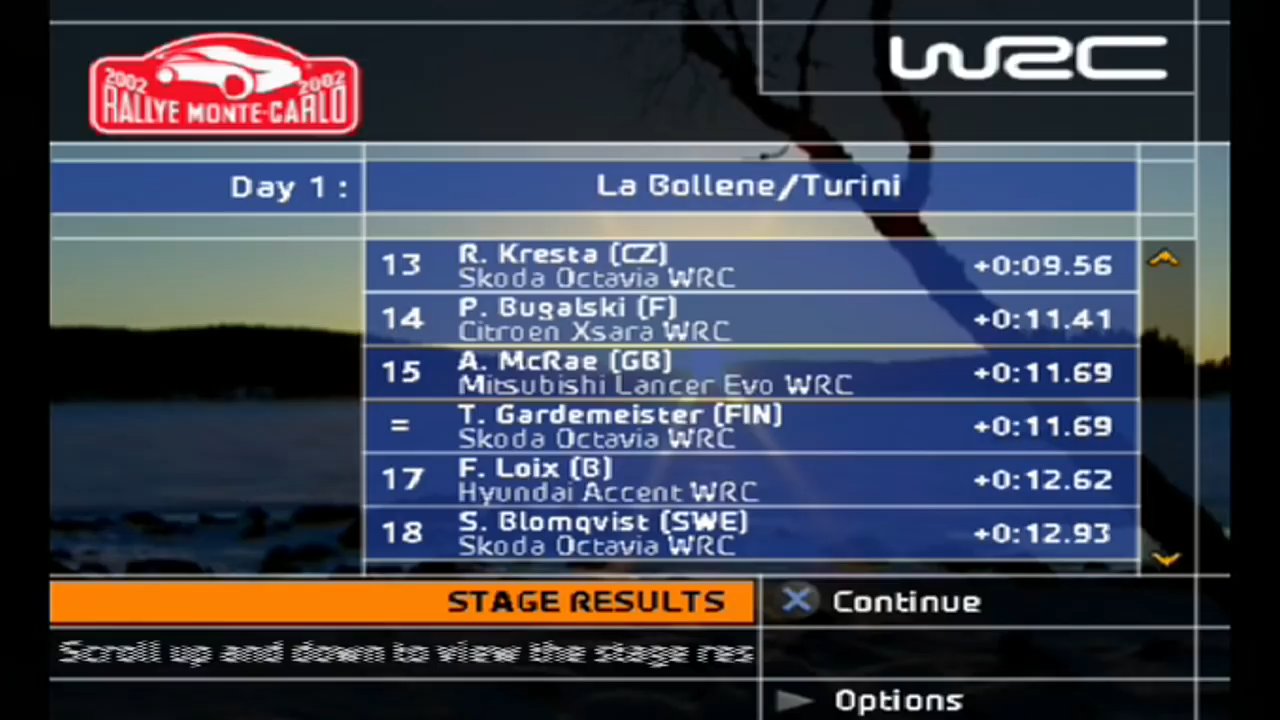 2002 2002
RALLYE MONTE-CARLO
WRC
Day 1 :
La Bollene/Turini
13 R. Kresta (CZ) +0:09.56
Skoda Octavia WRC
14 P. Bugalski (F) +0:11.41
Citroen Xsara WRC
15 A. McRae (GB) +0:11.69
Mitsubishi Lancer Evo WRC
= T. Gardemeister (FIN) +0:11.69
Skoda Octavia WRC
17 F. Loix (B) +0:12.62
Hyundai Accent WRC
18 S. Blomqvist (SWE) +0:12.93
Skoda Octavia WRC
STAGE RESULTS
Continue
Scroll up and down to view the stage res
Options